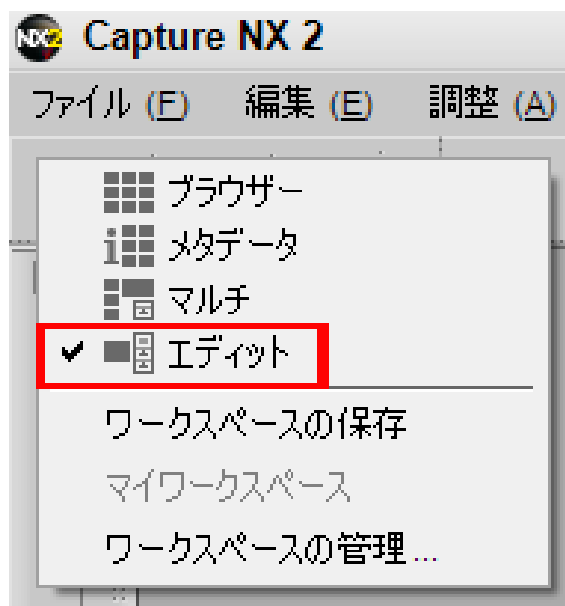 NX2 Capture NX 2
ファイル (F) 編集 (E) 調整 (A)
ブラウザー
メタデータ
マルチ
エディット
ワークスペースの保存
マイワークスペース
ワークスペースの管理...